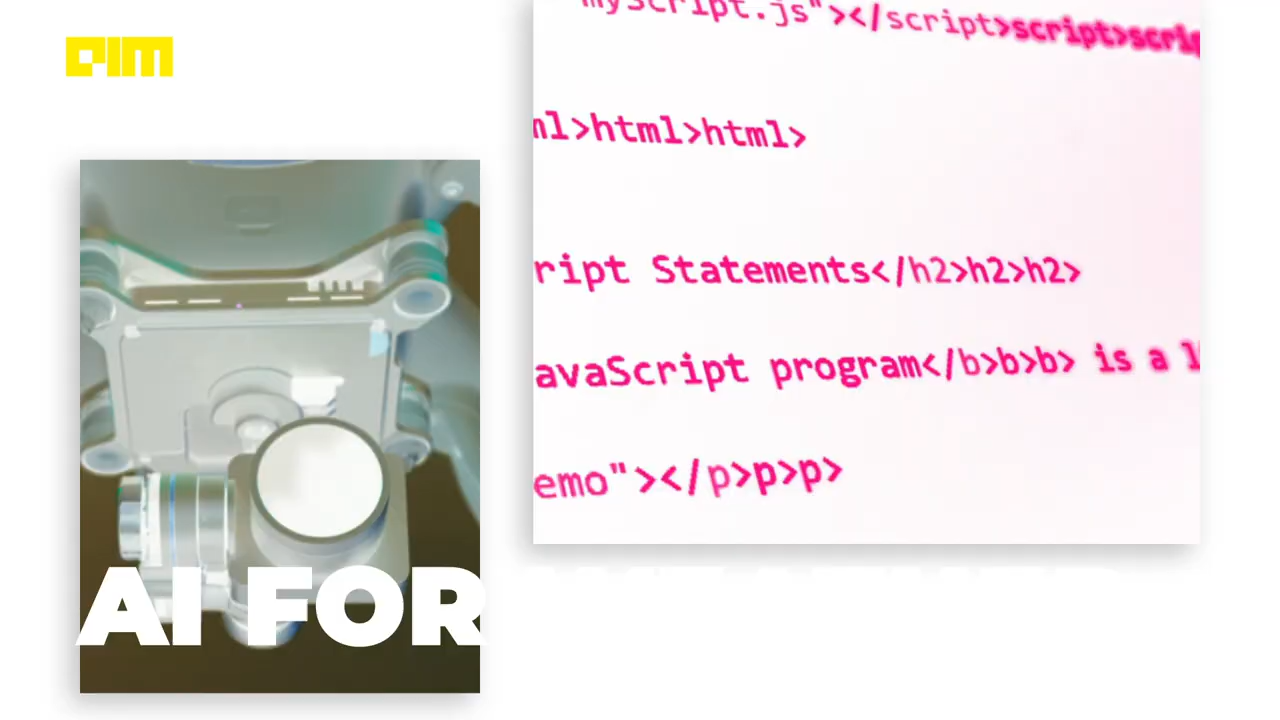 AIM
myscript.js"></script>script>scrip
ml>html>html>
ript Statements</h2>h2>h2>
avaScript program</b>b>b> is a l
emo"></p>p>p>
AI FOR